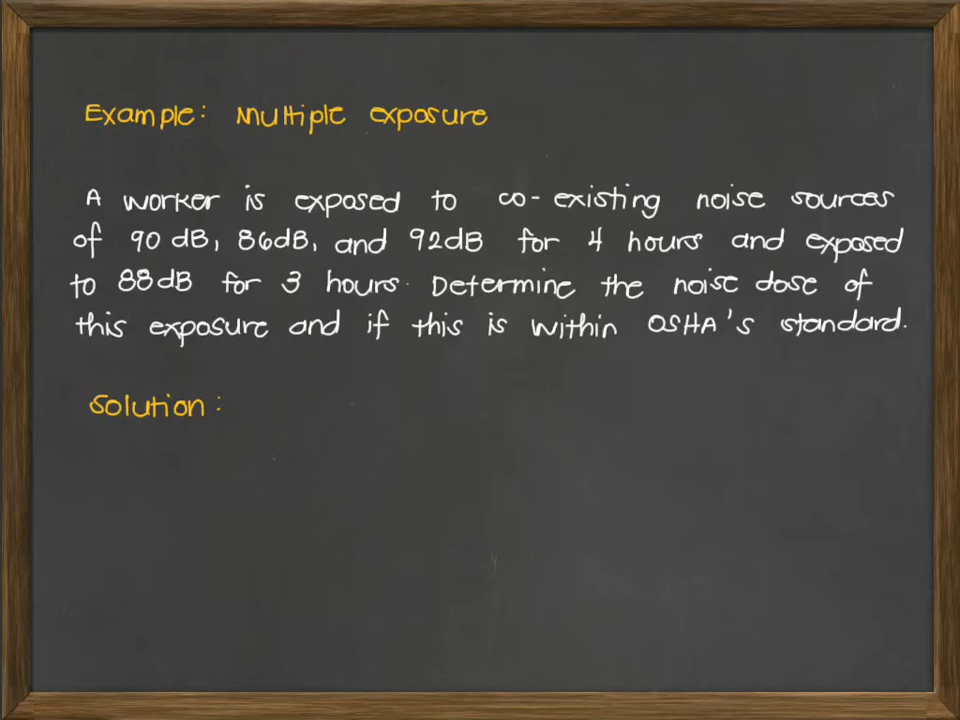 Example: Multiple exposure
A worker is exposed to co-existing noise sources
of 90 dB, 86dB, and 92dB for 4 hours and exposed
to 88dB for 3 hours. Determine the noise dose of
this exposure and if this is within OSHA's standard.
Solution: